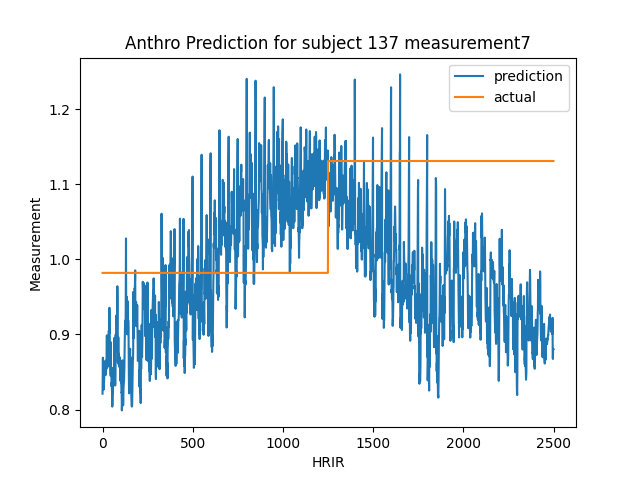 Anthro Prediction for subject 137 measurement7
prediction
actual
Measurement
1.2
1.1
1.0
0.9
0.8
0
500
1000
1500
2000
2500
HRIR